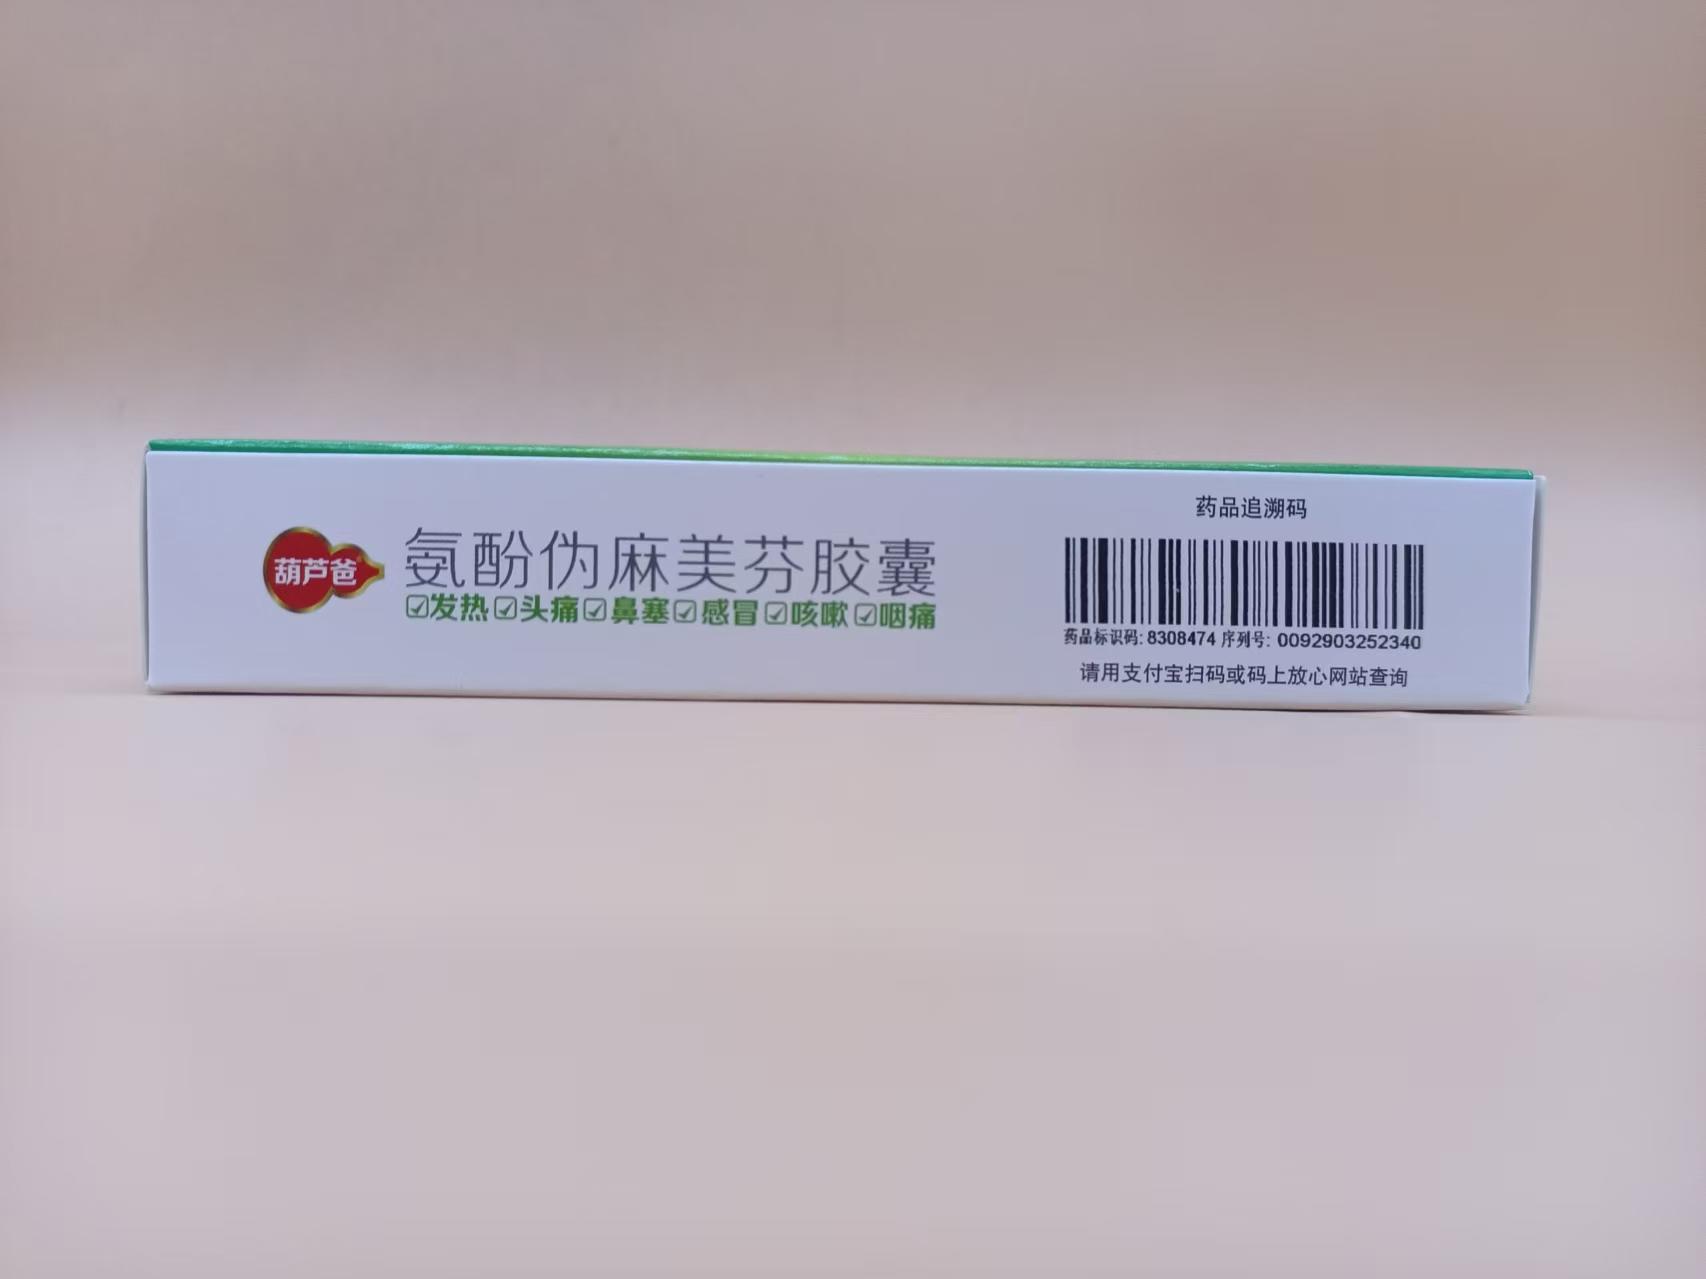 葫芦爸
氨酚伪麻美芬胶囊
☑发热☑头痛☑鼻塞☑感冒☑咳嗽☑咽痛
药品追溯码
药品标识码: 8308474 序列号: 0092903252340
请用支付宝扫码或码上放心网站查询